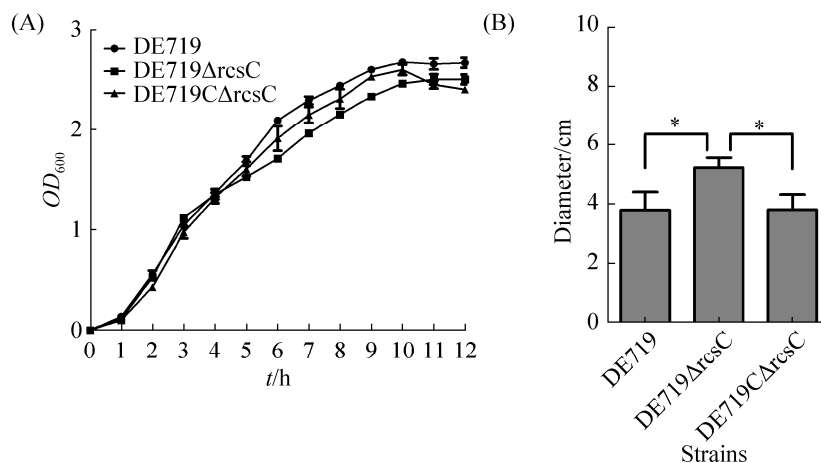 (A)
3
2
1
0
OD600
DE719
DE719ΔrcsC
DE719CΔrcsC
0 1 2 3 4 5 6 7 8 9 10 11 12
t/h
(B)
10
8
6
4
2
0
Diameter/cm
* *
DE719
DE719ΔrcsC
DE719CΔrcsC
Strains